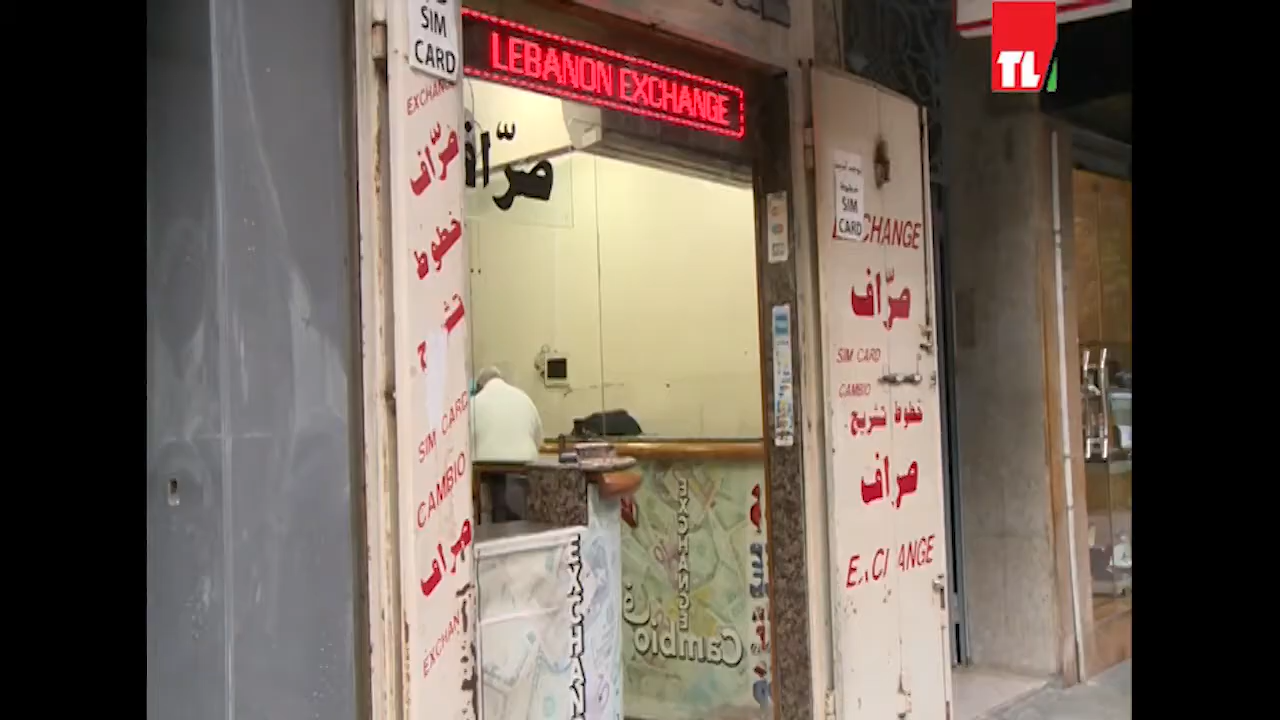 SIM
CARD
EXCHANGE
صرّاف
خطوط
SIM CARD
CAMBIO
صراف
EXCHAN
LEBANON EXCHANGE
صرّاف
EXCHANGE
Cambio
EXCHANGE
TL
SIM
CARD
EXCHANGE
صرّاف
SIM CARD
CAMBIO
خطوط تشريج
صراف
EXCHANGE